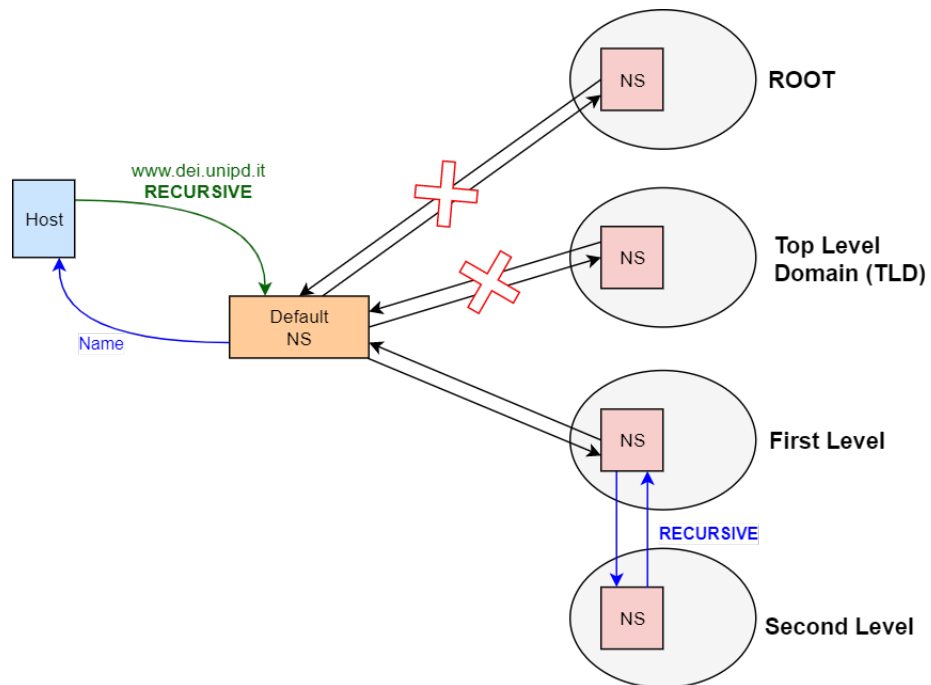 NS
ROOT
www.dei.unipd.it
RECURSIVE
Host
NS
Top Level
Domain (TLD)
Default
NS
Name
NS
First Level
RECURSIVE
NS
Second Level